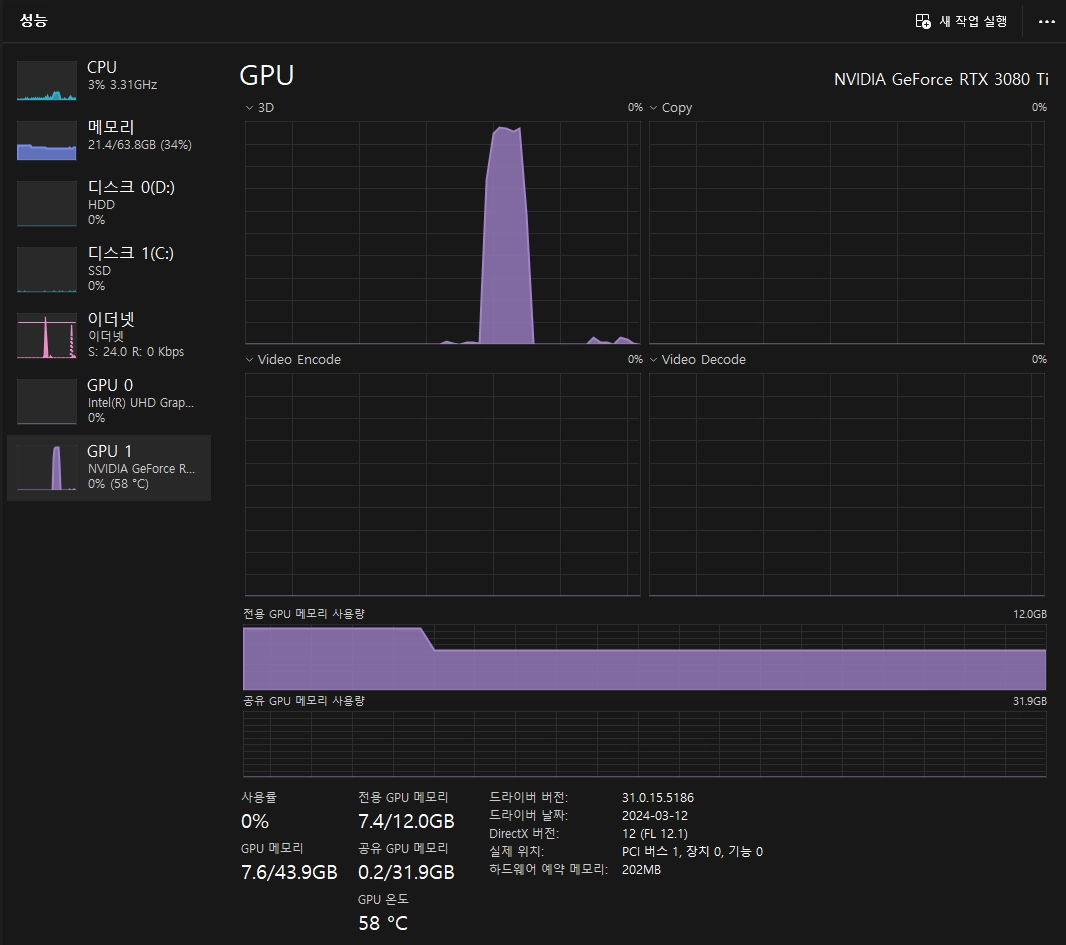 성능
새 작업 실행
CPU
3% 3.31GHz
메모리
21.4/63.8GB (34%)
디스크 0(D:)
HDD
0%
디스크 1(C:)
SSD
0%
이더넷
이더넷
S: 24.0 R: 0 Kbps
GPU 0
Intel(R) UHD Grap...
0%
GPU 1
NVIDIA GeForce R...
0% (58 °C)
GPU
NVIDIA GeForce RTX 3080 Ti
3D 0%
Copy 0%
Video Encode 0%
Video Decode 0%
전용 GPU 메모리 사용량 12.0GB
공유 GPU 메모리 사용량 31.9GB
사용률
0%
GPU 메모리
7.6/43.9GB
전용 GPU 메모리
7.4/12.0GB
공유 GPU 메모리
0.2/31.9GB
GPU 온도
58 °C
드라이버 버전: 31.0.15.5186
드라이버 날짜: 2024-03-12
DirectX 버전: 12 (FL 12.1)
실제 위치: PCI 버스 1, 장치 0, 기능 0
하드웨어 예약 메모리: 202MB